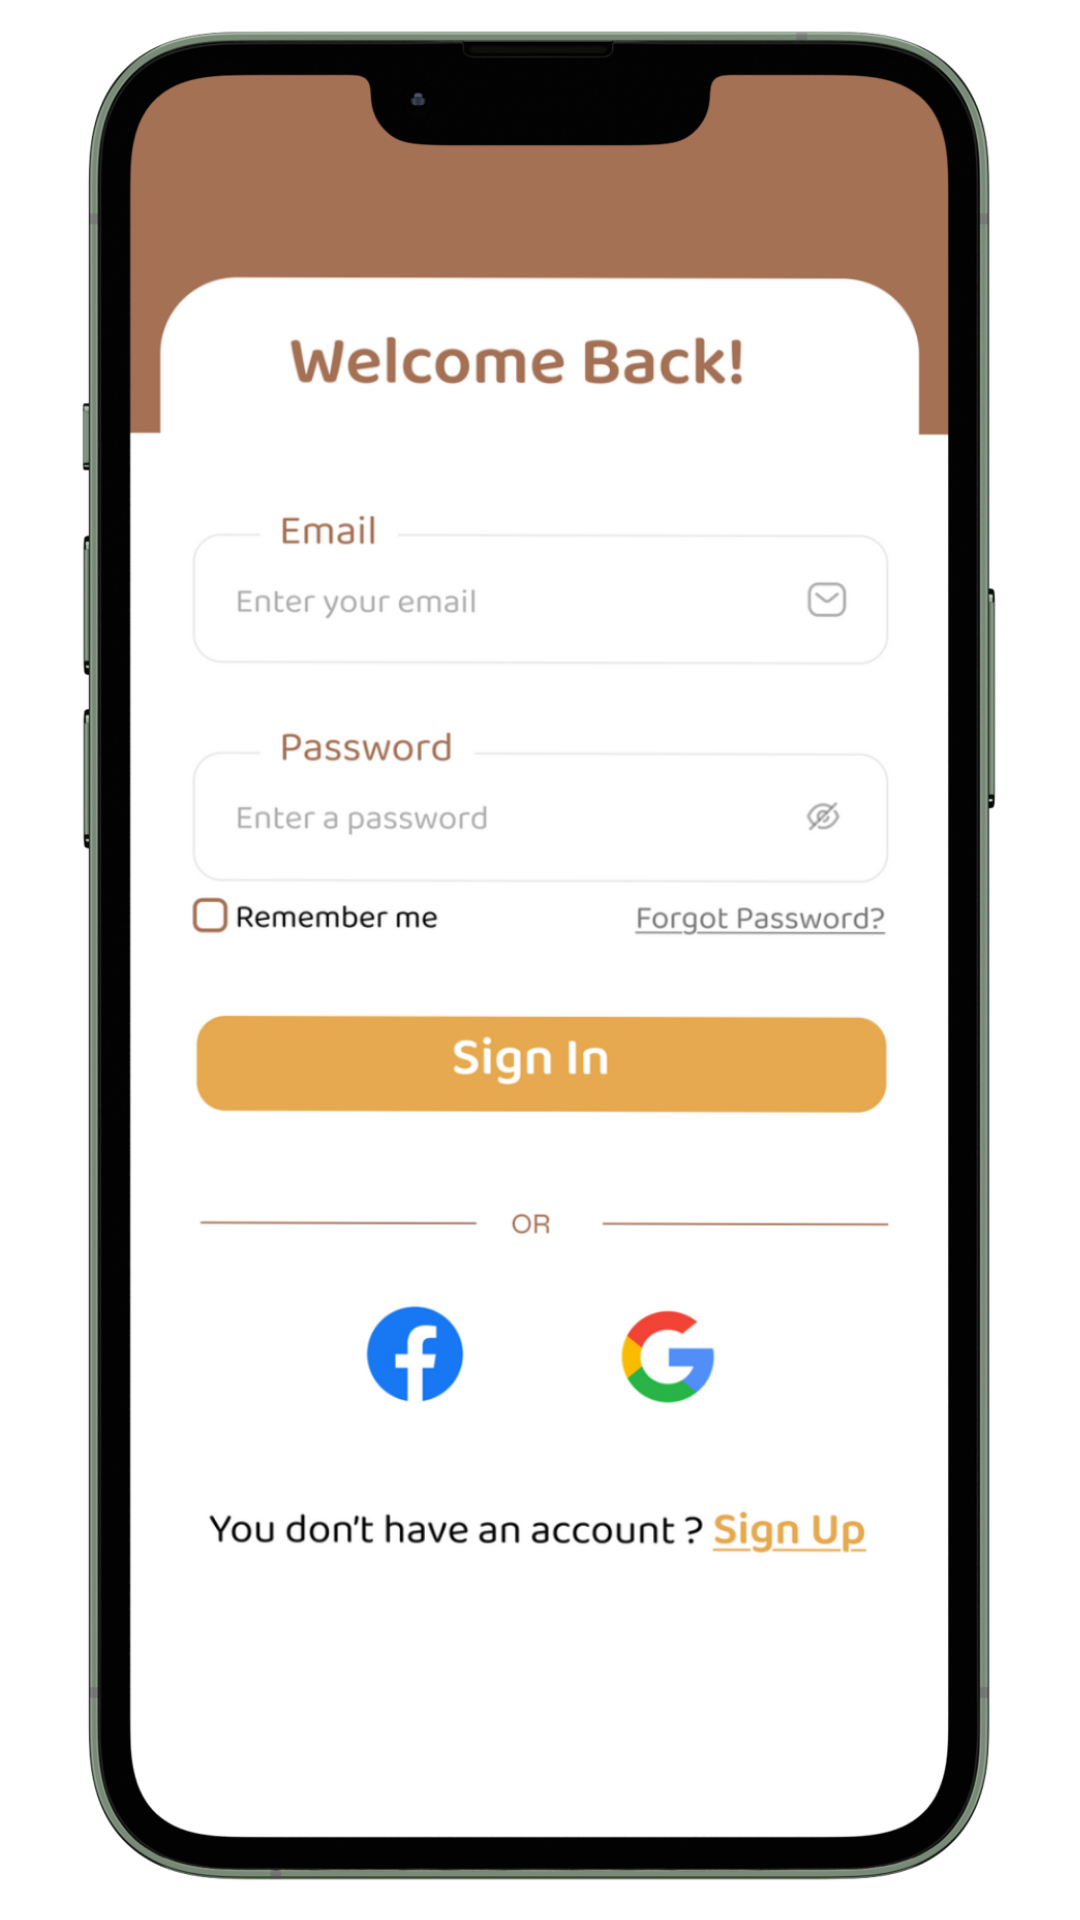 Welcome Back!
Email
Enter your email
Password
Enter a password
Remember me Forgot Password?
Sign In
OR
You don't have an account ? Sign Up